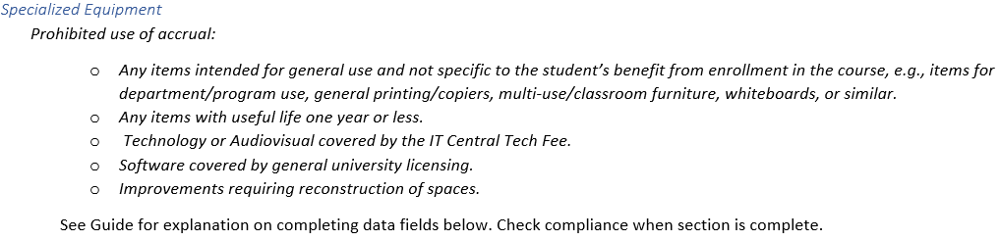 Specialized Equipment
Prohibited use of accrual:
o Any items intended for general use and not specific to the student’s benefit from enrollment in the course, e.g., items for
department/program use, general printing/copiers, multi-use/classroom furniture, whiteboards, or similar.
o Any items with useful life one year or less.
o Technology or Audiovisual covered by the IT Central Tech Fee.
o Software covered by general university licensing.
o Improvements requiring reconstruction of spaces.
See Guide for explanation on completing data fields below. Check compliance when section is complete.